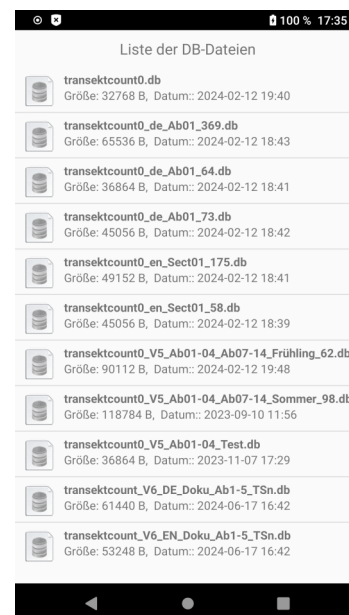 100 % 17:35
Liste der DB-Dateien
transektcount0.db
Größe: 32768 B, Datum:: 2024-02-12 19:40
transektcount0_de_Ab01_369.db
Größe: 65536 B, Datum:: 2024-02-12 18:43
transektcount0_de_Ab01_64.db
Größe: 36864 B, Datum:: 2024-02-12 18:41
transektcount0_de_Ab01_73.db
Größe: 45056 B, Datum:: 2024-02-12 18:42
transektcount0_en_Sect01_175.db
Größe: 49152 B, Datum:: 2024-02-12 18:41
transektcount0_en_Sect01_58.db
Größe: 45056 B, Datum:: 2024-02-12 18:39
transektcount0_V5_Ab01-04_Ab07-14_Frühling_62.db
Größe: 90112 B, Datum:: 2024-02-12 19:48
transektcount0_V5_Ab01-04_Ab07-14_Sommer_98.db
Größe: 118784 B, Datum:: 2023-09-10 11:56
transektcount0_V5_Ab01-04_Test.db
Größe: 36864 B, Datum:: 2023-11-07 17:29
transektcount_V6_DE_Doku_Ab1-5_TSn.db
Größe: 61440 B, Datum:: 2024-06-17 16:42
transektcount_V6_EN_Doku_Ab1-5_TSn.db
Größe: 53248 B, Datum:: 2024-06-17 16:42